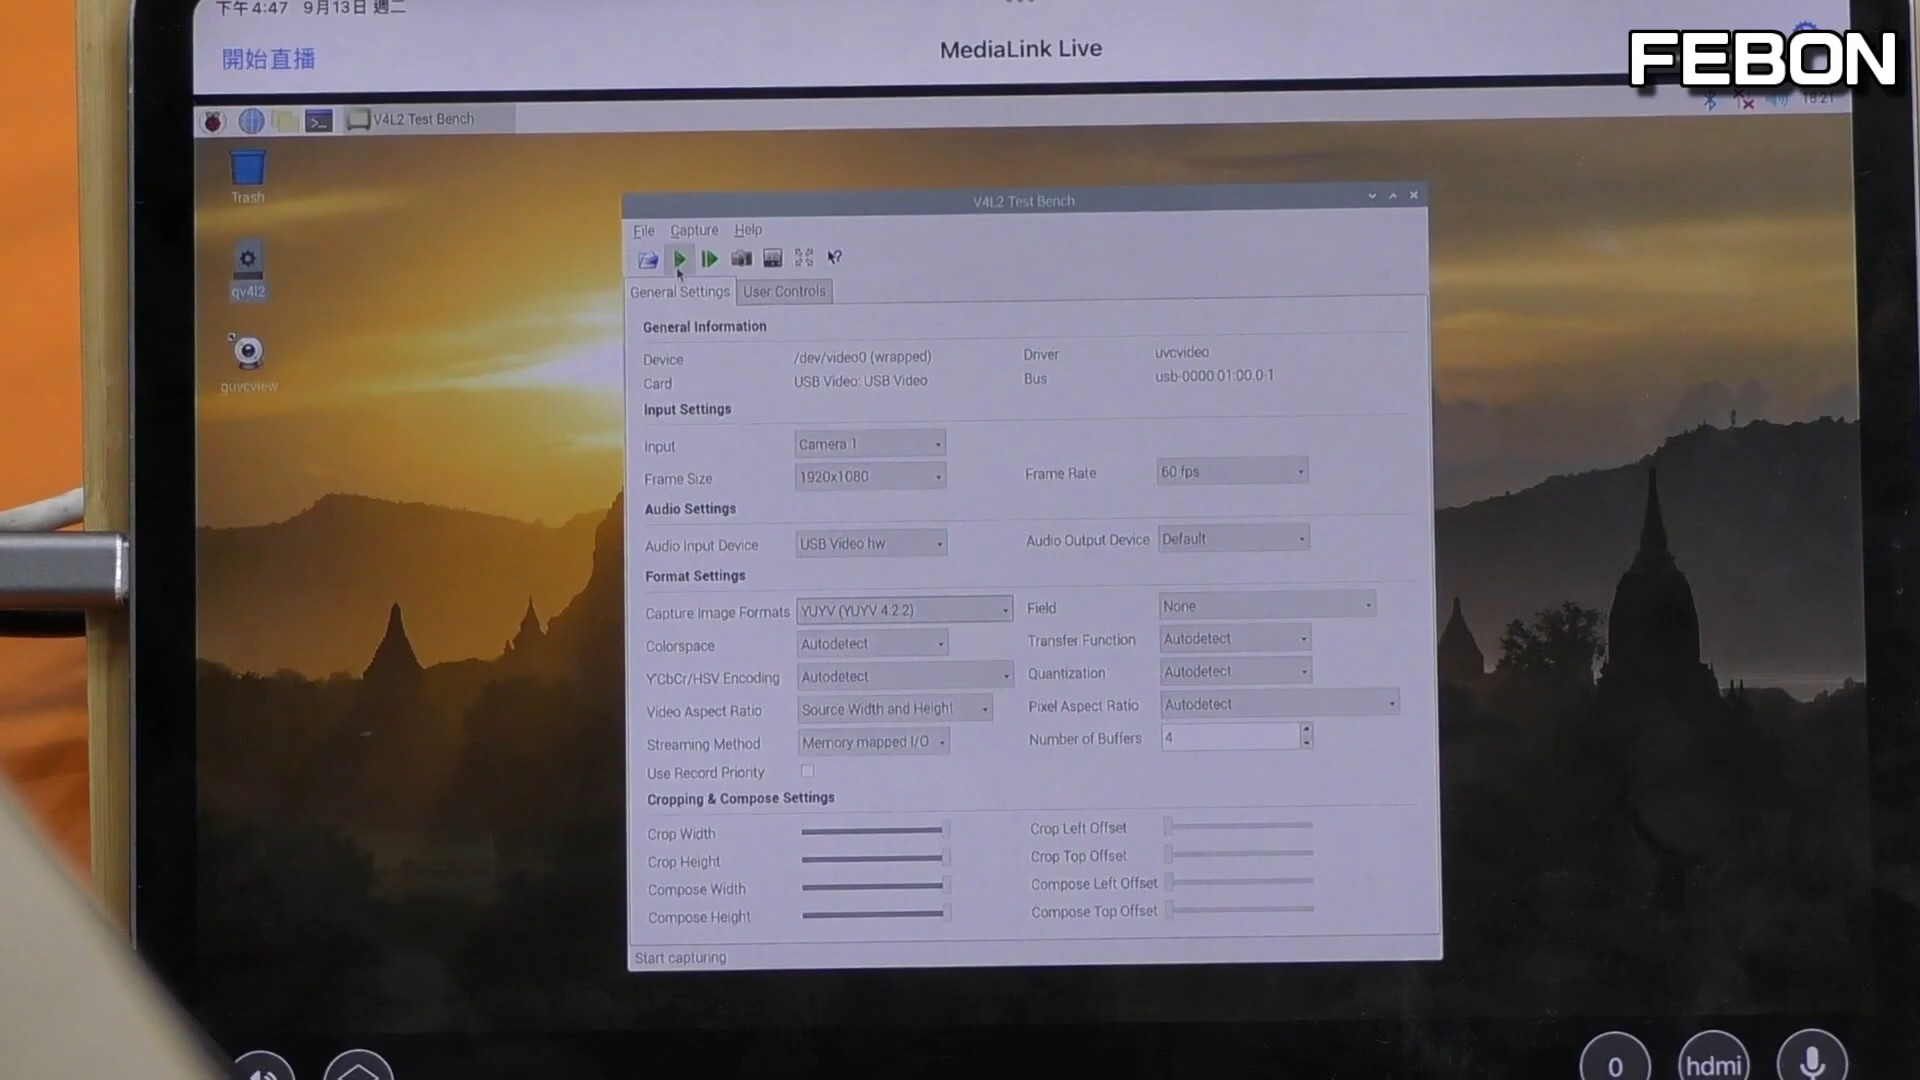 下午4:47 9月13日 週二
開始直播
MediaLink Live
FEBON
V4L2 Test Bench
18:21
Trash
qv4l2
guvcview
V4L2 Test Bench
File Capture Help
General Settings User Controls
General Information
Device /dev/video0 (wrapped) Driver uvcvideo
Card USB Video: USB Video Bus usb-0000:01:00.0-1
Input Settings
Input Camera 1
Frame Size 1920x1080 Frame Rate 60 fps
Audio Settings
Audio Input Device USB Video hw Audio Output Device Default
Format Settings
Capture Image Formats YUYV (YUYV 4:2:2) Field None
Colorspace Autodetect Transfer Function Autodetect
Y'CbCr/HSV Encoding Autodetect Quantization Autodetect
Video Aspect Ratio Source Width and Height Pixel Aspect Ratio Autodetect
Streaming Method Memory mapped I/O Number of Buffers 4
Use Record Priority
Cropping & Compose Settings
Crop Width Crop Left Offset
Crop Height Crop Top Offset
Compose Width Compose Left Offset
Compose Height Compose Top Offset
Start capturing
0 hdmi